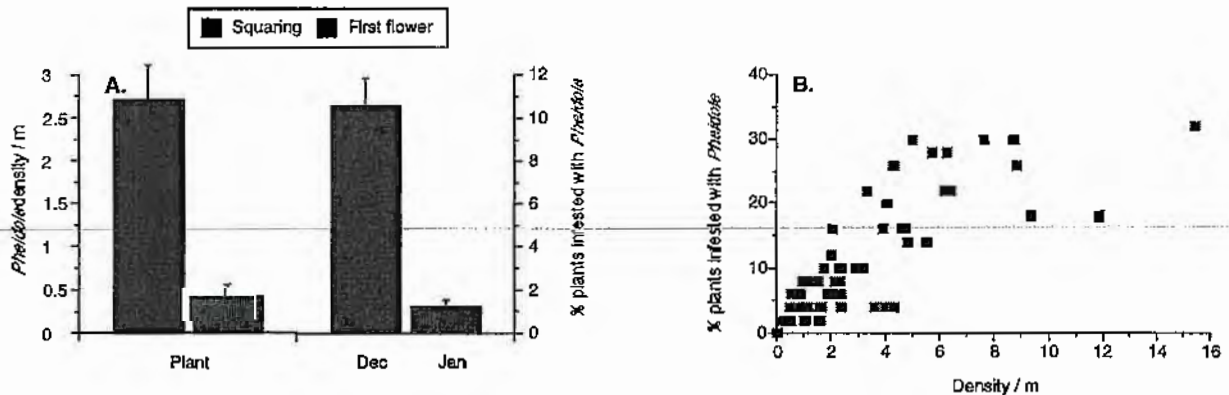 Squaring First flower
A.
Pheidole density / m
3
2.5
2
1.5
1
0.5
0
12
10
8
6
4
2
0
% plants infested with Pheidole
Plant Dec Jan
B.
% plants infested with Pheidole
40
30
20
10
0
0 2 4 6 8 10 12 14 16
Density / m